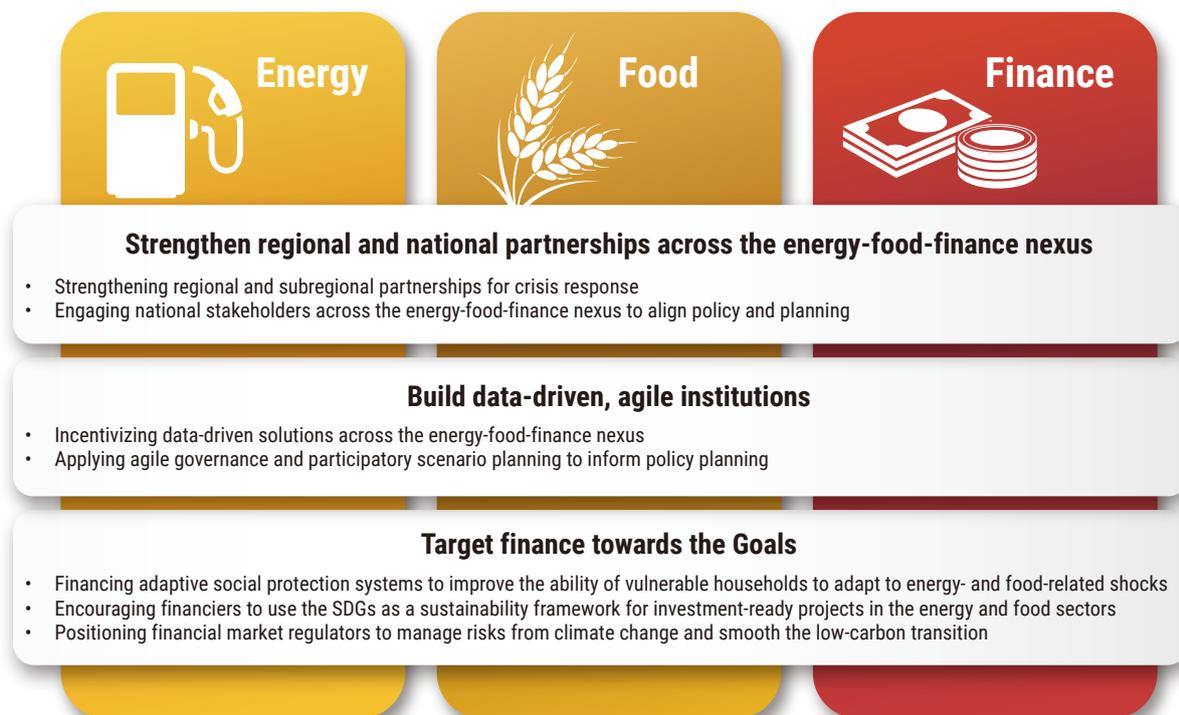 Energy
Food
Finance
Strengthen regional and national partnerships across the energy-food-finance nexus
• Strengthening regional and subregional partnerships for crisis response
• Engaging national stakeholders across the energy-food-finance nexus to align policy and planning
Build data-driven, agile institutions
• Incentivizing data-driven solutions across the energy-food-finance nexus
• Applying agile governance and participatory scenario planning to inform policy planning
Target finance towards the Goals
• Financing adaptive social protection systems to improve the ability of vulnerable households to adapt to energy- and food-related shocks
• Encouraging financiers to use the SDGs as a sustainability framework for investment-ready projects in the energy and food sectors
• Positioning financial market regulators to manage risks from climate change and smooth the low-carbon transition